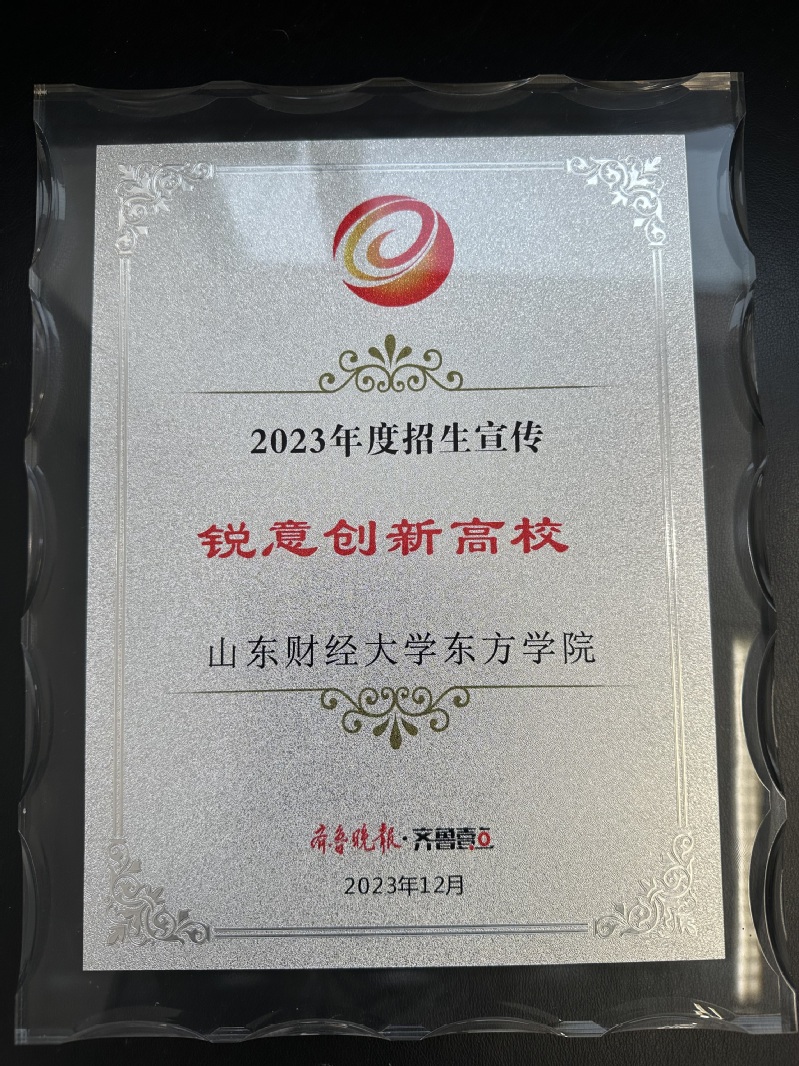 2023年度招生宣传
锐意创新高校
山东财经大学东方学院
齐鲁晚报·齐鲁壹点
2023年12月